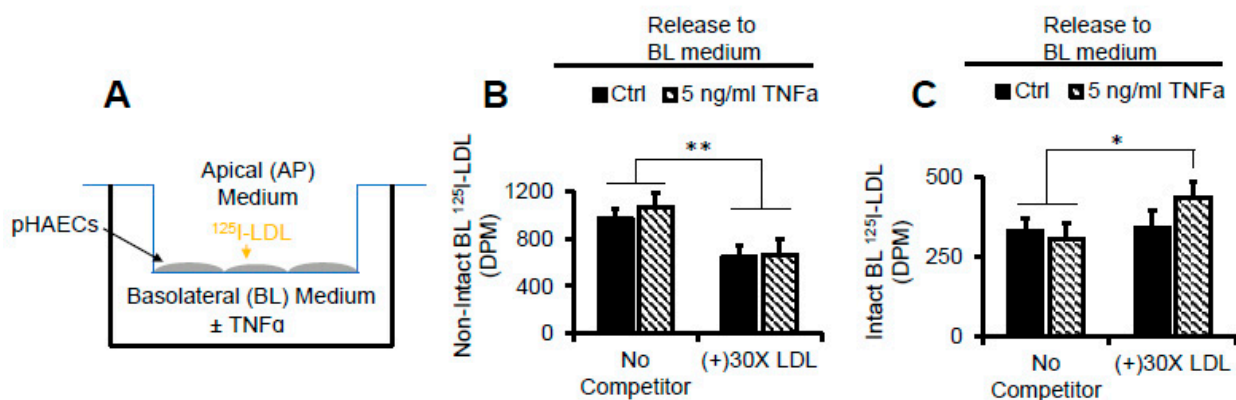 A
Apical (AP)
Medium
¹²⁵I-LDL
pHAECs
Basolateral (BL) Medium
± TNFα
Release to
BL medium
B
Ctrl 5 ng/ml TNFa
Non-Intact BL ¹²⁵I-LDL
(DPM)
**
1200
800
400
0
No
Competitor
(+)30X LDL
Release to
BL medium
C
Ctrl 5 ng/ml TNFa
Intact BL ¹²⁵I-LDL
(DPM)
*
500
250
0
No
Competitor
(+)30X LDL